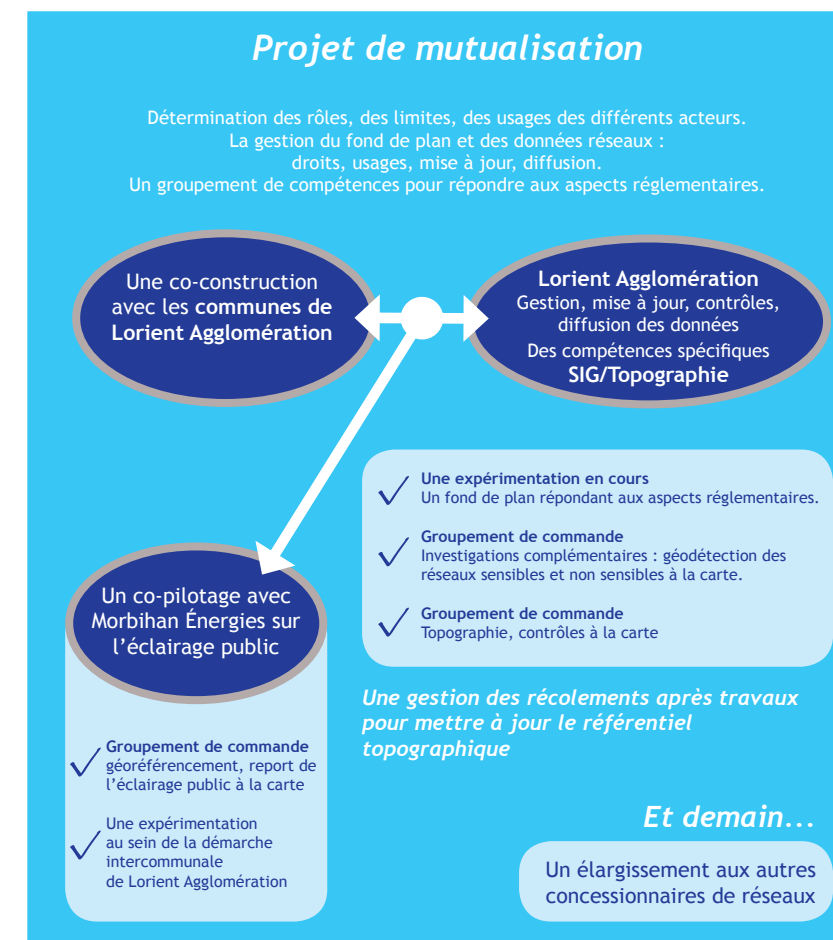 Projet de mutualisation
Détermination des rôles, des limites, des usages des différents acteurs.
La gestion du fond de plan et des données réseaux :
droits, usages, mise à jour, diffusion.
Un groupement de compétences pour répondre aux aspects réglementaires.
Une co-construction
avec les communes de
Lorient Agglomération
Lorient Agglomération
Gestion, mise à jour, contrôles,
diffusion des données
Des compétences spécifiques
SIG/Topographie
Une expérimentation en cours
Un fond de plan répondant aux aspects réglementaires.
Groupement de commande
Investigations complémentaires : géodétection des
réseaux sensibles et non sensibles à la carte.
Groupement de commande
Topographie, contrôles à la carte
Un co-pilotage avec
Morbihan Énergies sur
l'éclairage public
Groupement de commande
géoréférencement, report de
l'éclairage public à la carte
Une expérimentation
au sein de la démarche
intercommunale
de Lorient Agglomération
Une gestion des récolements après travaux
pour mettre à jour le référentiel
topographique
Et demain...
Un élargissement aux autres
concessionnaires de réseaux